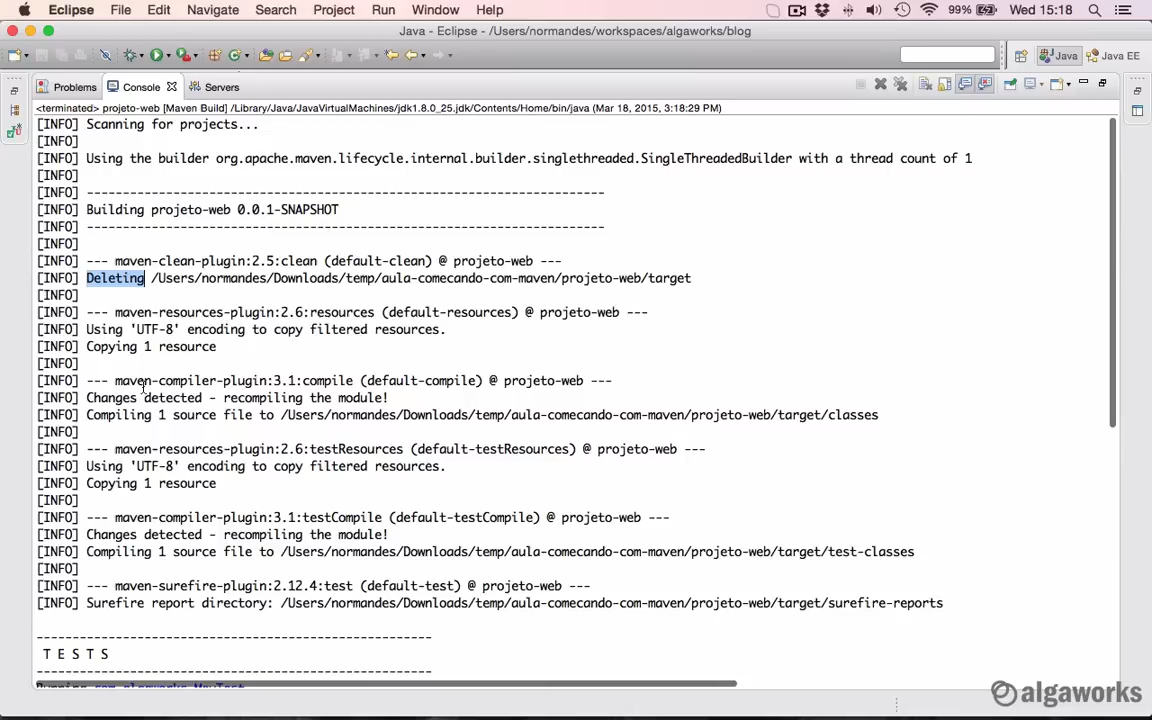 Eclipse File Edit Navigate Search Project Run Window Help 99% Wed 15:18
Java - Eclipse - /Users/normandes/workspaces/algaworks/blog
Java Java EE
Problems Console Servers
<terminated> projeto-web [Maven Build] /Library/Java/JavaVirtualMachines/jdk1.8.0_25.jdk/Contents/Home/bin/java (Mar 18, 2015, 3:18:29 PM)
[INFO] Scanning for projects...
[INFO]
[INFO] Using the builder org.apache.maven.lifecycle.internal.builder.singlethreaded.SingleThreadedBuilder with a thread count of 1
[INFO]
[INFO] ------------------------------------------------------------------------
[INFO] Building projeto-web 0.0.1-SNAPSHOT
[INFO] ------------------------------------------------------------------------
[INFO]
[INFO] --- maven-clean-plugin:2.5:clean (default-clean) @ projeto-web ---
[INFO] Deleting /Users/normandes/Downloads/temp/aula-comecando-com-maven/projeto-web/target
[INFO]
[INFO] --- maven-resources-plugin:2.6:resources (default-resources) @ projeto-web ---
[INFO] Using 'UTF-8' encoding to copy filtered resources.
[INFO] Copying 1 resource
[INFO]
[INFO] --- maven-compiler-plugin:3.1:compile (default-compile) @ projeto-web ---
[INFO] Changes detected - recompiling the module!
[INFO] Compiling 1 source file to /Users/normandes/Downloads/temp/aula-comecando-com-maven/projeto-web/target/classes
[INFO]
[INFO] --- maven-resources-plugin:2.6:testResources (default-testResources) @ projeto-web ---
[INFO] Using 'UTF-8' encoding to copy filtered resources.
[INFO] Copying 1 resource
[INFO]
[INFO] --- maven-compiler-plugin:3.1:testCompile (default-testCompile) @ projeto-web ---
[INFO] Changes detected - recompiling the module!
[INFO] Compiling 1 source file to /Users/normandes/Downloads/temp/aula-comecando-com-maven/projeto-web/target/test-classes
[INFO]
[INFO] --- maven-surefire-plugin:2.12.4:test (default-test) @ projeto-web ---
[INFO] Surefire report directory: /Users/normandes/Downloads/temp/aula-comecando-com-maven/projeto-web/target/surefire-reports
-------------------------------------------------------
T E S T S
-------------------------------------------------------
algaworks